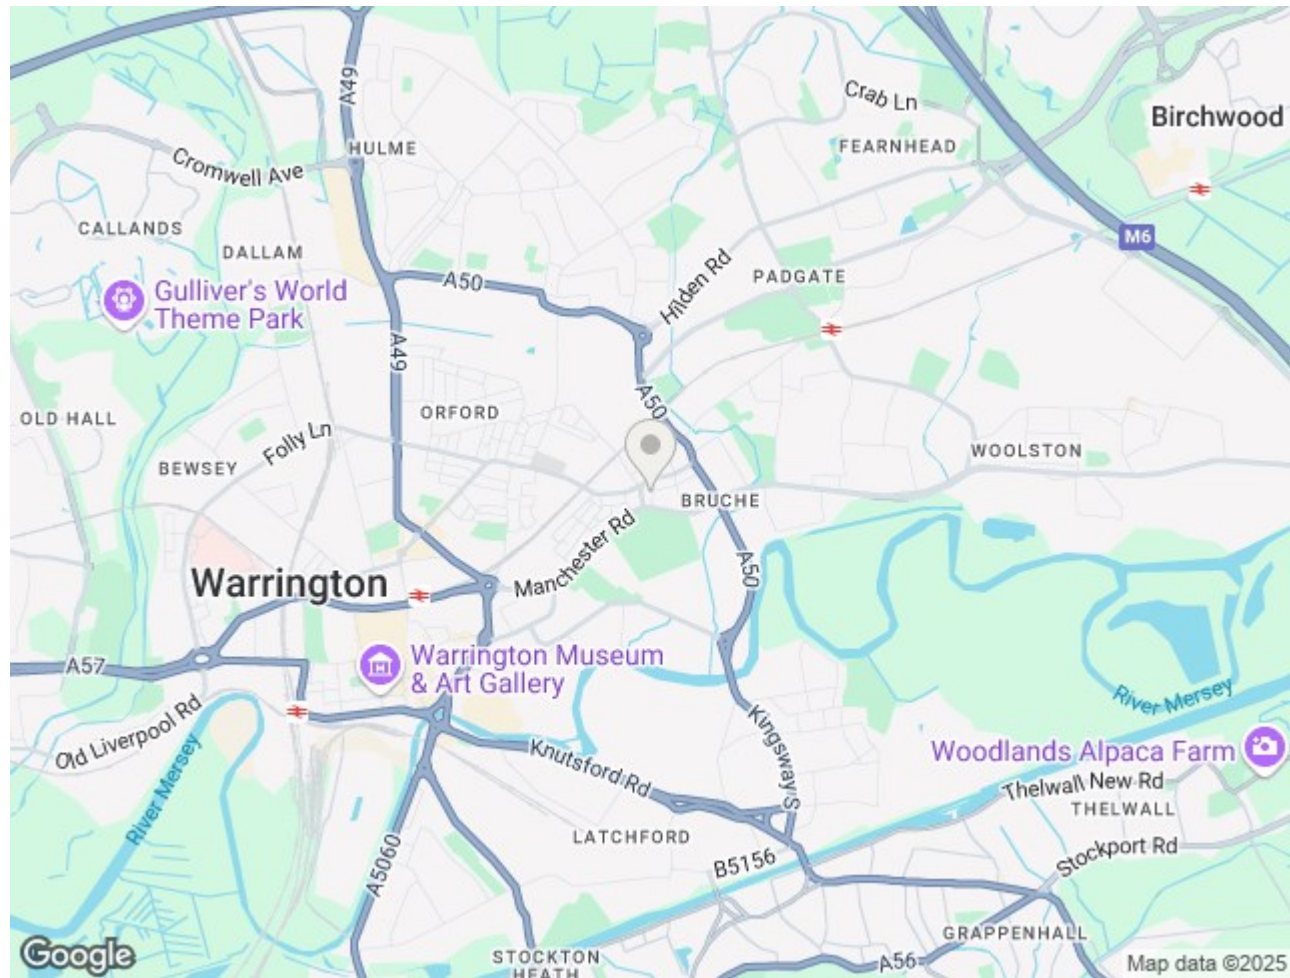 A49
Crab Ln
Birchwood
HULME
FEARNHEAD
Cromwell Ave
CALLANDS
DALLAM
M6
Hilden Rd
PADGATE
A50
Gulliver's World
Theme Park
A49
A50
ORFORD
OLD HALL
Folly Ln
BEWSEY
WOOLSTON
BRUCHE
Manchester Rd
A50
Warrington
A57
Warrington Museum
& Art Gallery
Old Liverpool Rd
River Mersey
River Mersey
Kingsway S
Knutsford Rd
Woodlands Alpaca Farm
Thelwall New Rd
THELWALL
LATCHFORD
A5060
B5156
Stockport Rd
GRAPPENHALL
STOCKTON
HEATH
A56
Google
Map data ©2025